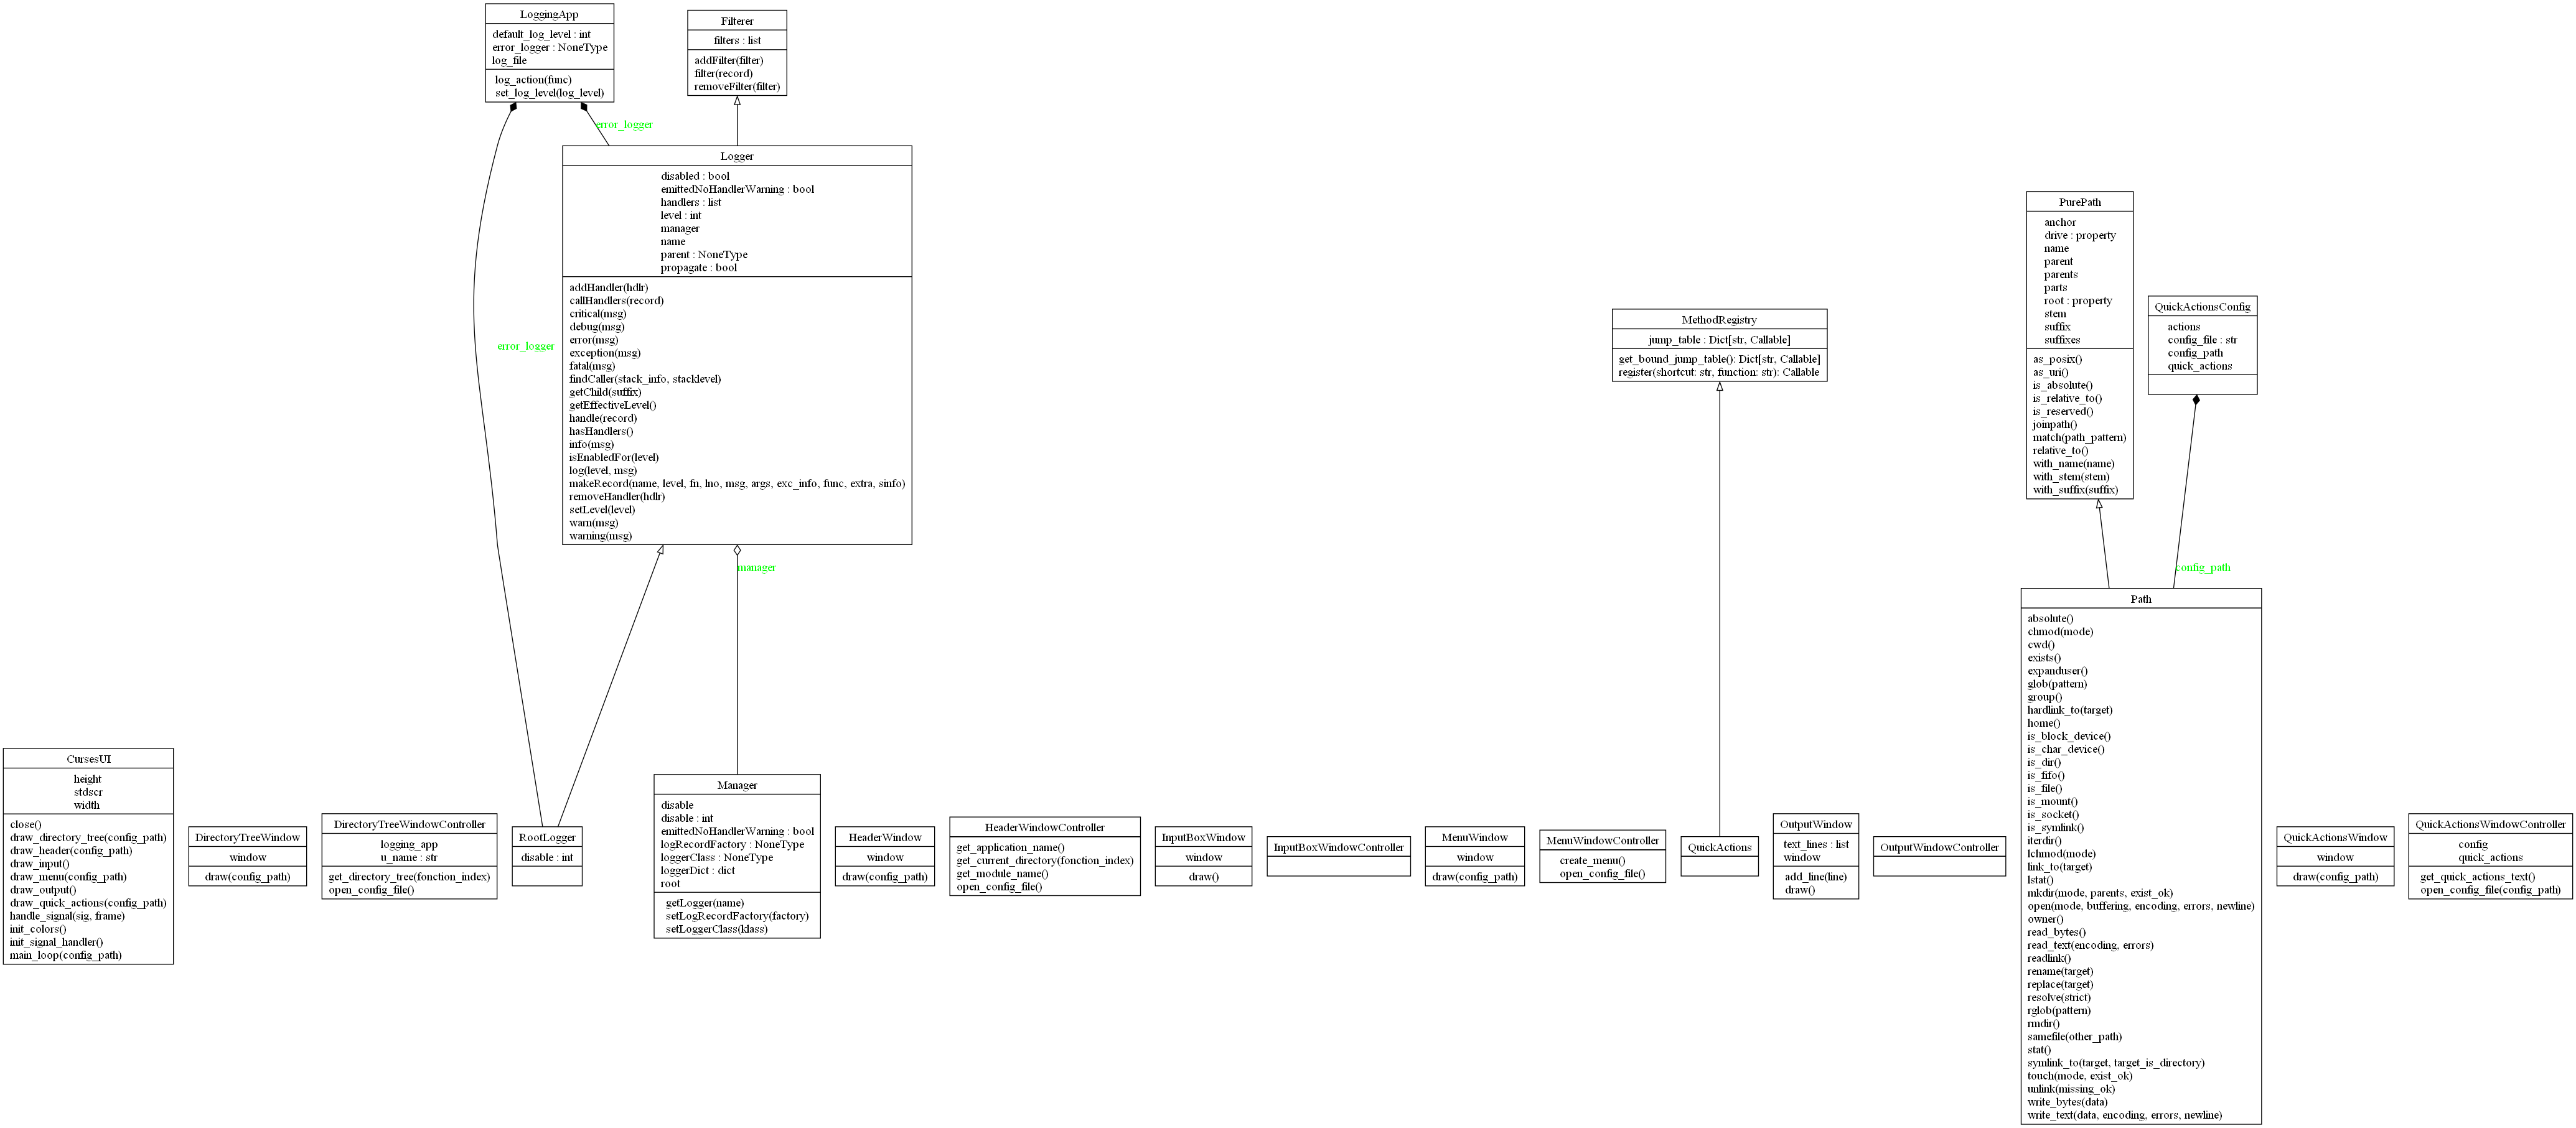 LoggingApp
default_log_level : int
error_logger : NoneType
log_file
log_action(func)
set_log_level(log_level)
Filterer
filters : list
addFilter(filter)
filter(record)
removeFilter(filter)
error_logger
Logger
disabled : bool
emittedNoHandlerWarning : bool
handlers : list
level : int
manager
name
parent : NoneType
propagate : bool
addHandler(hdlr)
callHandlers(record)
critical(msg)
debug(msg)
error(msg)
exception(msg)
fatal(msg)
findCaller(stack_info, stacklevel)
getChild(suffix)
getEffectiveLevel()
handle(record)
hasHandlers()
info(msg)
isEnabledFor(level)
log(level, msg)
makeRecord(name, level, fn, lno, msg, args, exc_info, func, extra, sinfo)
removeHandler(hdlr)
setLevel(level)
warn(msg)
warning(msg)
error_logger
manager
MethodRegistry
jump_table : Dict[str, Callable]
get_bound_jump_table(): Dict[str, Callable]
register(shortcut: str, function: str): Callable
PurePath
anchor
drive : property
name
parent
parents
parts
root : property
stem
suffix
suffixes
as_posix()
as_uri()
is_absolute()
is_relative_to()
is_reserved()
joinpath()
match(path_pattern)
relative_to()
with_name(name)
with_stem(stem)
with_suffix(suffix)
QuickActionsConfig
actions
config_file : str
config_path
quick_actions
config_path
CursesUI
height
stdscr
width
close()
draw_directory_tree(config_path)
draw_header(config_path)
draw_input()
draw_menu(config_path)
draw_output()
draw_quick_actions(config_path)
handle_signal(sig, frame)
init_colors()
init_signal_handler()
main_loop(config_path)
DirectoryTreeWindow
window
draw(config_path)
DirectoryTreeWindowController
logging_app
u_name : str
get_directory_tree(fonction_index)
open_config_file()
RootLogger
disable : int
Manager
disable
disable : int
emittedNoHandlerWarning : bool
logRecordFactory : NoneType
loggerClass : NoneType
loggerDict : dict
root
getLogger(name)
setLogRecordFactory(factory)
setLoggerClass(klass)
HeaderWindow
window
draw(config_path)
HeaderWindowController
get_application_name()
get_current_directory(fonction_index)
get_module_name()
open_config_file()
InputBoxWindow
window
draw()
InputBoxWindowController
MenuWindow
window
draw(config_path)
MenuWindowController
create_menu()
open_config_file()
QuickActions
OutputWindow
text_lines : list
window
add_line(line)
draw()
OutputWindowController
Path
absolute()
chmod(mode)
cwd()
exists()
expanduser()
glob(pattern)
group()
hardlink_to(target)
home()
is_block_device()
is_char_device()
is_dir()
is_fifo()
is_file()
is_mount()
is_socket()
is_symlink()
iterdir()
lchmod(mode)
link_to(target)
lstat()
mkdir(mode, parents, exist_ok)
open(mode, buffering, encoding, errors, newline)
owner()
read_bytes()
read_text(encoding, errors)
readlink()
rename(target)
replace(target)
resolve(strict)
rglob(pattern)
rmdir()
samefile(other_path)
stat()
symlink_to(target, target_is_directory)
touch(mode, exist_ok)
unlink(missing_ok)
write_bytes(data)
write_text(data, encoding, errors, newline)
QuickActionsWindow
window
draw(config_path)
QuickActionsWindowController
config
quick_actions
get_quick_actions_text()
open_config_file(config_path)